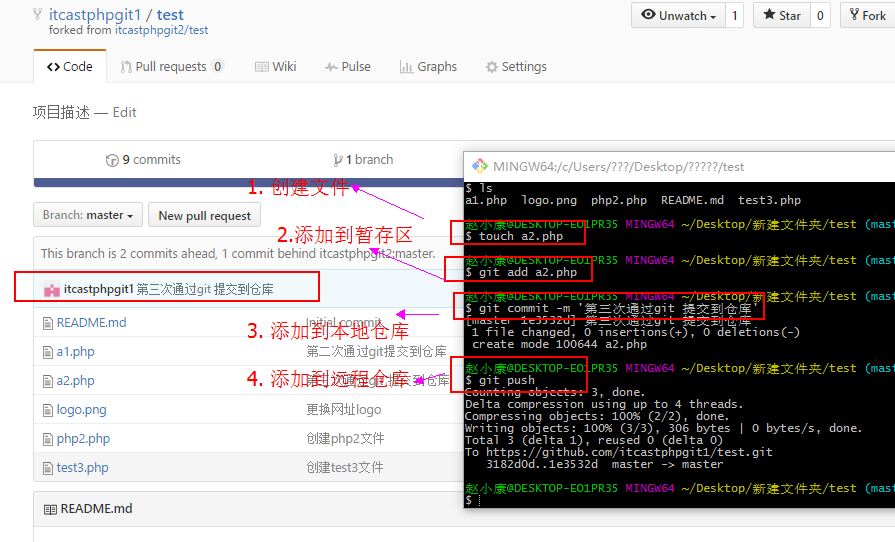 itcastphpgit1 / test
forked from itcastphpgit2/test
Unwatch 1
Star 0
Fork
Code
Pull requests 0
Wiki
Pulse
Graphs
Settings
项目描述 — Edit
9 commits
1 branch
Branch: master
New pull request
This branch is 2 commits ahead, 1 commit behind itcastphpgit2:master.
itcastphpgit1 第三次通过git 提交到仓库
README.md Initial commit
a1.php 第二次通过git提交到仓库
a2.php 第三次通过git 提交到仓库
logo.png 更换网址logo
php2.php 创建php2文件
test3.php 创建test3文件
README.md
1. 创建文件
2.添加到暂存区
3. 添加到本地仓库
4. 添加到远程仓库
MINGW64:/c/Users/???/Desktop/?????/test
$ ls
a1.php logo.png php2.php README.md test3.php
赵小康@DESKTOP-EO1PR35 MINGW64 ~/Desktop/新建文件夹/test (mast
$ touch a2.php
赵小康@DESKTOP-EO1PR35 MINGW64 ~/Desktop/新建文件夹/test (mast
$ git add a2.php
赵小康@DESKTOP-EO1PR35 MINGW64 ~/Desktop/新建文件夹/test (mast
$ git commit -m '第三次通过git 提交到仓库'
[master 1e3532d] 第三次通过git 提交到仓库
1 file changed, 0 insertions(+), 0 deletions(-)
create mode 100644 a2.php
赵小康@DESKTOP-EO1PR35 MINGW64 ~/Desktop/新建文件夹/test (mast
$ git push
Counting objects: 3, done.
Delta compression using up to 4 threads.
Compressing objects: 100% (2/2), done.
Writing objects: 100% (3/3), 306 bytes | 0 bytes/s, done.
Total 3 (delta 1), reused 0 (delta 0)
To https://github.com/itcastphpgit1/test.git
3182d0d..1e3532d master -> master
赵小康@DESKTOP-EO1PR35 MINGW64 ~/Desktop/新建文件夹/test (mast
$